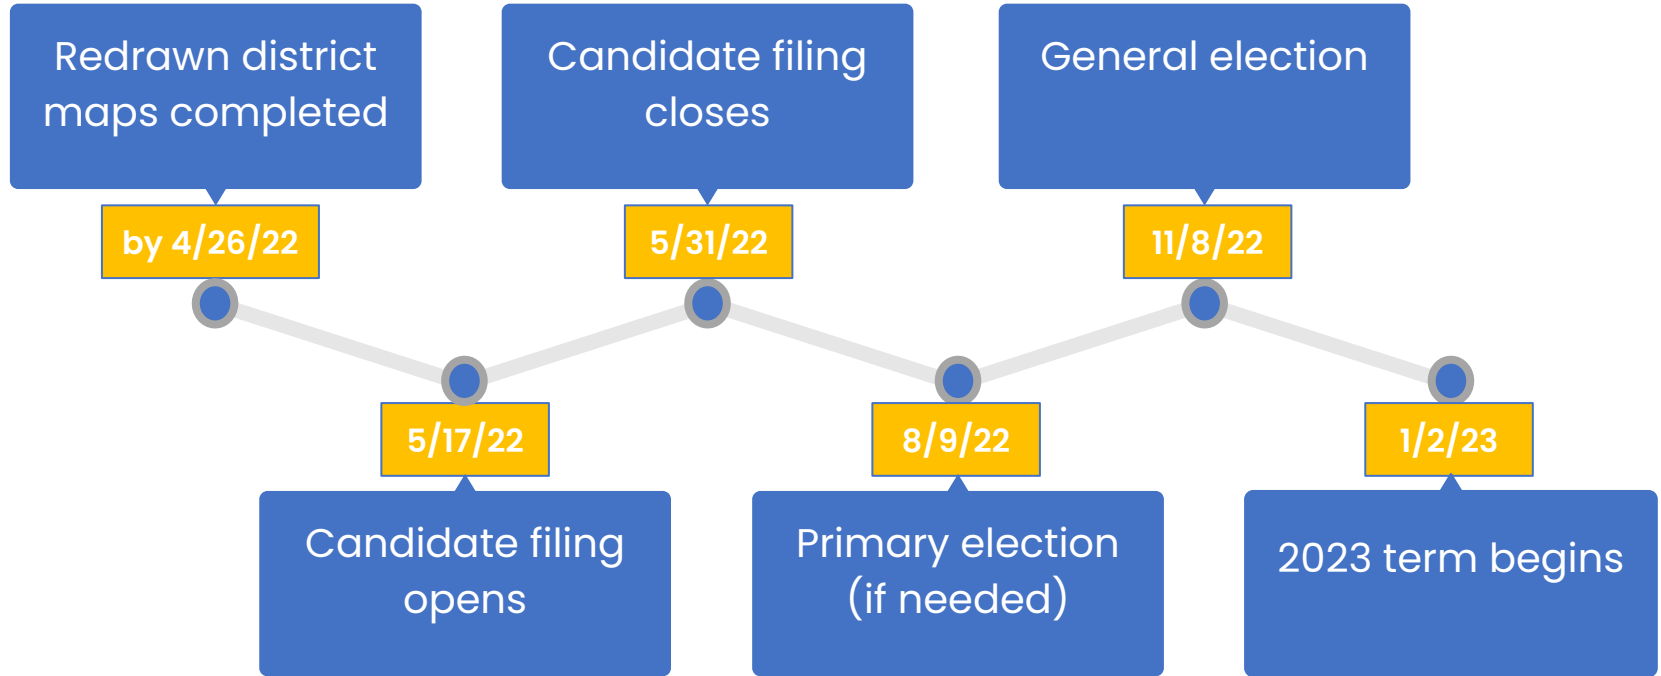 Redrawn district
maps completed
by 4/26/22
5/17/22
Candidate filing
opens
Candidate filing
closes
5/31/22
8/9/22
Primary election
(if needed)
General election
11/8/22
1/2/23
2023 term begins